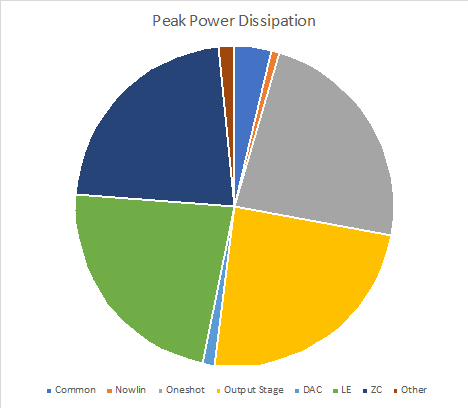 Peak Power Dissipation
Common Nowlin Oneshot Output Stage DAC LE ZC Other